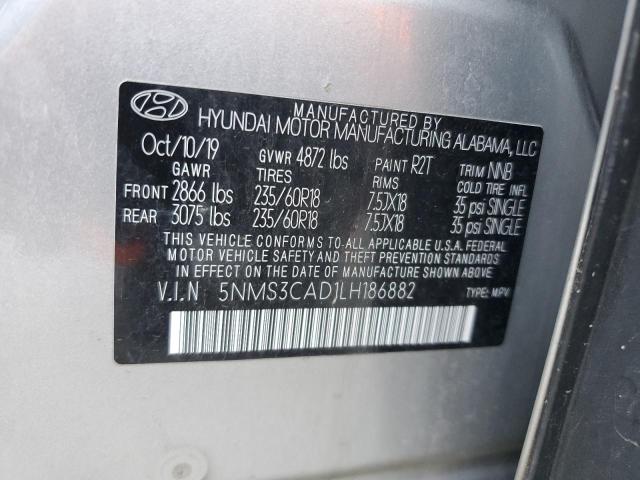 MANUFACTURED BY
HYUNDAI MOTOR MANUFACTURING ALABAMA, LLC
Oct/10/19 GVWR 4872 lbs PAINT R2T TRIM NNB
GAWR TIRES RIMS COLD TIRE INFL
FRONT 2866 lbs 235/60R18 7.5JX18 35 psi SINGLE
REAR 3075 lbs 235/60R18 7.5JX18 35 psi SINGLE
THIS VEHICLE CONFORMS TO ALL APPLICABLE U.S.A. FEDERAL
MOTOR VEHICLE SAFETY AND THEFT PREVENTION STANDARDS
IN EFFECT ON THE DATE OF MANUFACTURE SHOWN ABOVE.
V.I.N 5NMS3CAD1LH186882 TYPE: MPV